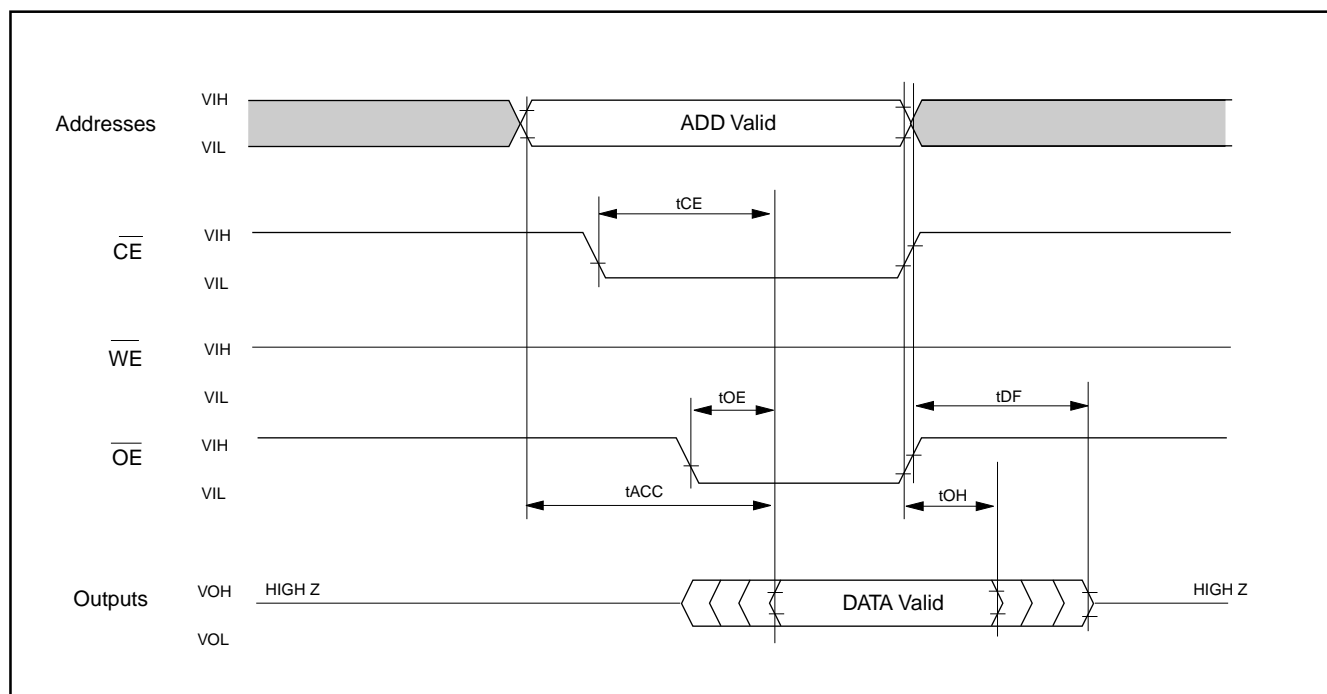 VIH
Addresses
ADD Valid
VIL
tCE
VIH
CE
VIL
WE
VIH
VIL
tOE
tDF
VIH
OE
VIL
tACC
tOH
VOH
HIGH Z
Outputs
DATA Valid
HIGH Z
VOL